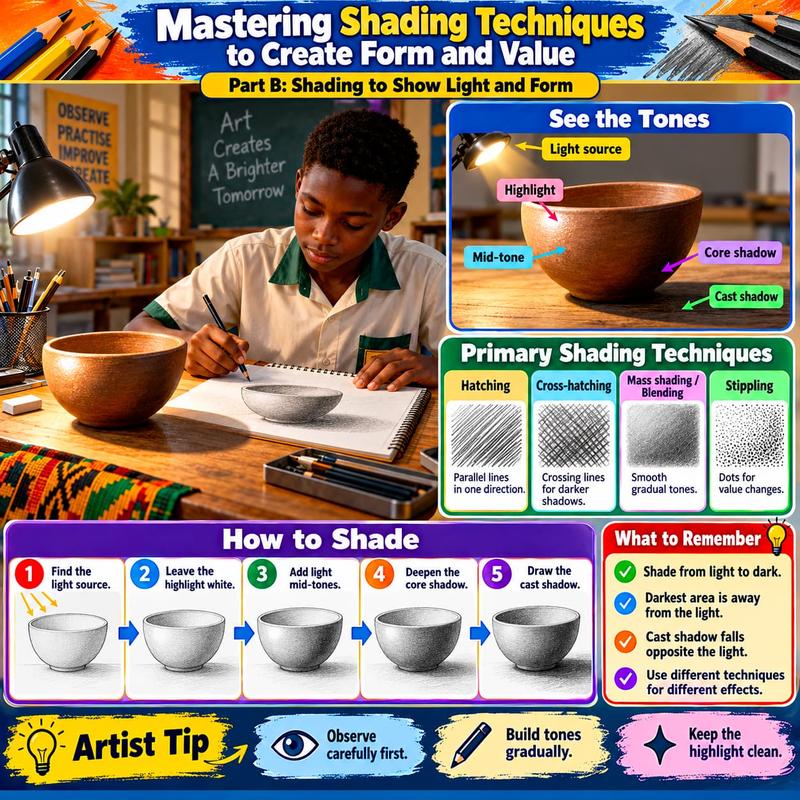 Mastering Shading Techniques
to Create Form and Value
Part B: Shading to Show Light and Form
OBSERVE
PRACTISE
IMPROVE
CREATE
Art
Creates
A Brighter
Tomorrow
See the Tones
Light source
Highlight
Mid-tone
Core shadow
Cast shadow
Primary Shading Techniques
Hatching
Parallel lines
in one direction.
Cross-hatching
Crossing lines
for darker
shadows.
Mass shading /
Blending
Smooth
gradual tones.
Stippling
Dots for
value changes.
How to Shade
1 Find the
light source.
2 Leave the
highlight white.
3 Add light
mid-tones.
4 Deepen the
core shadow.
5 Draw the
cast shadow.
What to Remember
Shade from light to dark.
Darkest area is away
from the light.
Cast shadow falls
opposite the light.
Use different techniques
for different effects.
Artist Tip
Observe
carefully first.
Build tones
gradually.
Keep the
highlight clean.